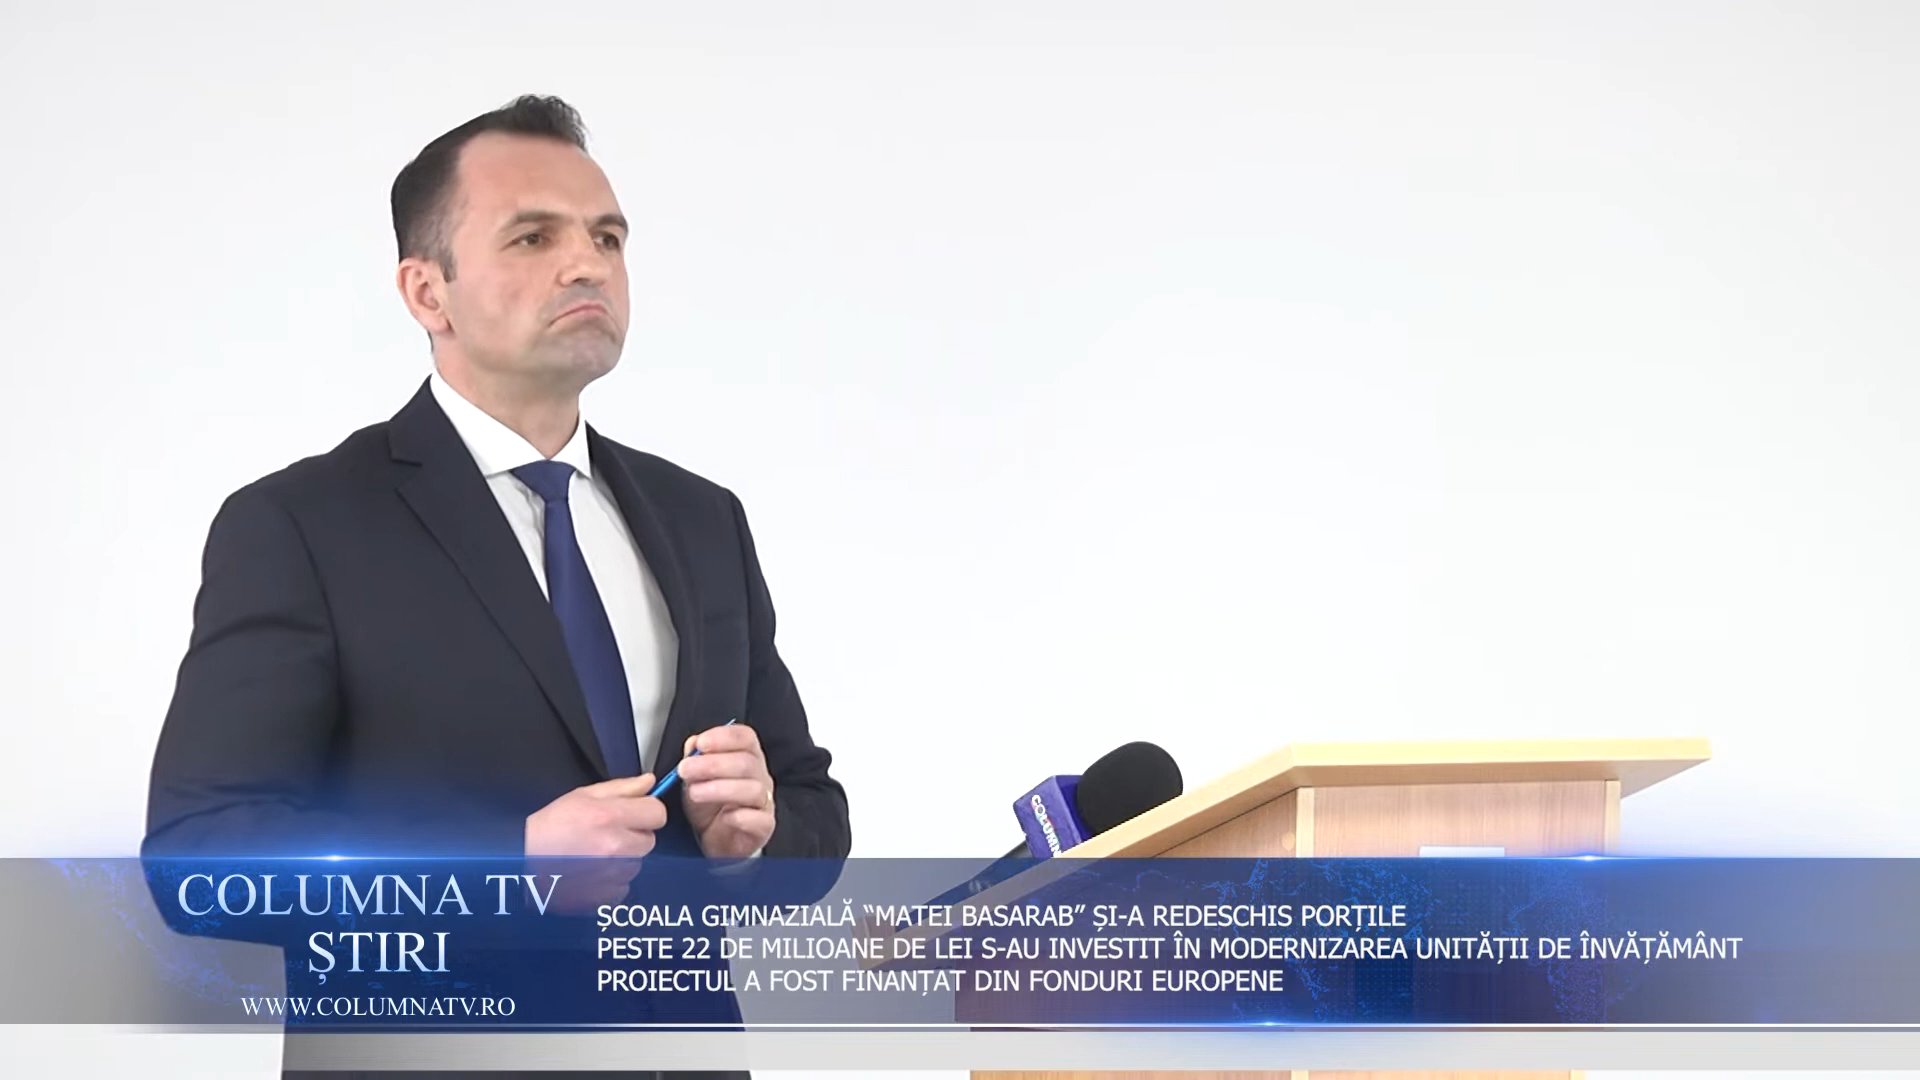 COLUMN
COLUMNA TV
ȘTIRI
WWW.COLUMNATV.RO
ȘCOALA GIMNAZIALĂ “MATEI BASARAB” ȘI-A REDESCHIS PORȚILE
PESTE 22 DE MILIOANE DE LEI S-AU INVESTIT ÎN MODERNIZAREA UNITĂȚII DE ÎNVĂȚĂMÂNT
PROIECTUL A FOST FINANȚAT DIN FONDURI EUROPENE